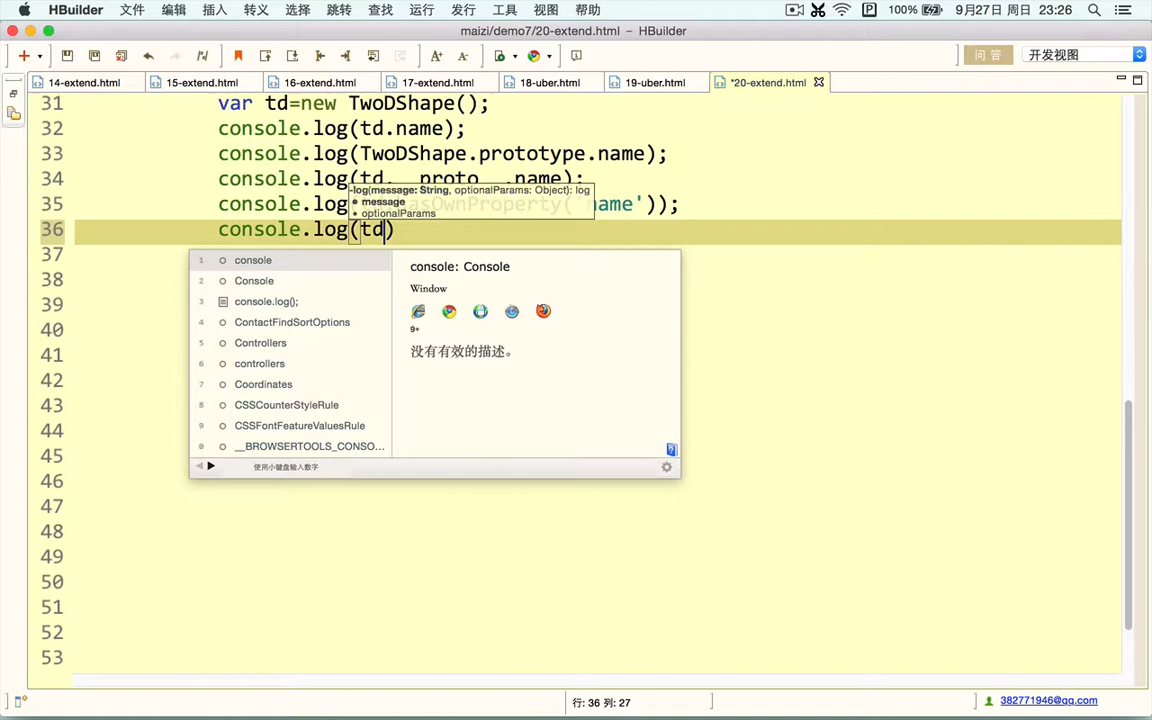 HBuilder 文件 编辑 插入 转义 选择 跳转 查找 运行 发行 工具 视图 帮助 100% 9月27日 周日 23:26
maizi/demo7/20-extend.html – HBuilder
问 答 开发视图
14-extend.html 15-extend.html 16-extend.html 17-extend.html 18-uber.html 19-uber.html *20-extend.html
31 var td=new TwoDShape();
32 console.log(td.name);
33 console.log(TwoDShape.prototype.name);
34 console.log(td.__proto__.name);
-log(message: String, optionalParams: Object): log
message
optionalParams
35 console.log( asOwnProperty('name'));
36 console.log(td)
37
38
39
40
41
42
43
44
45
46
47
48
49
50
51
52
53
1 console
2 Console
3 console.log();
4 ContactFindSortOptions
5 Controllers
6 controllers
7 Coordinates
8 CSSCounterStyleRule
9 CSSFontFeatureValuesRule
0 __BROWSERTOOLS_CONSO...
使用小键盘输入数字
console: Console
Window
9+
没有有效的描述。
行: 36 列: 27
382771946@qq.com